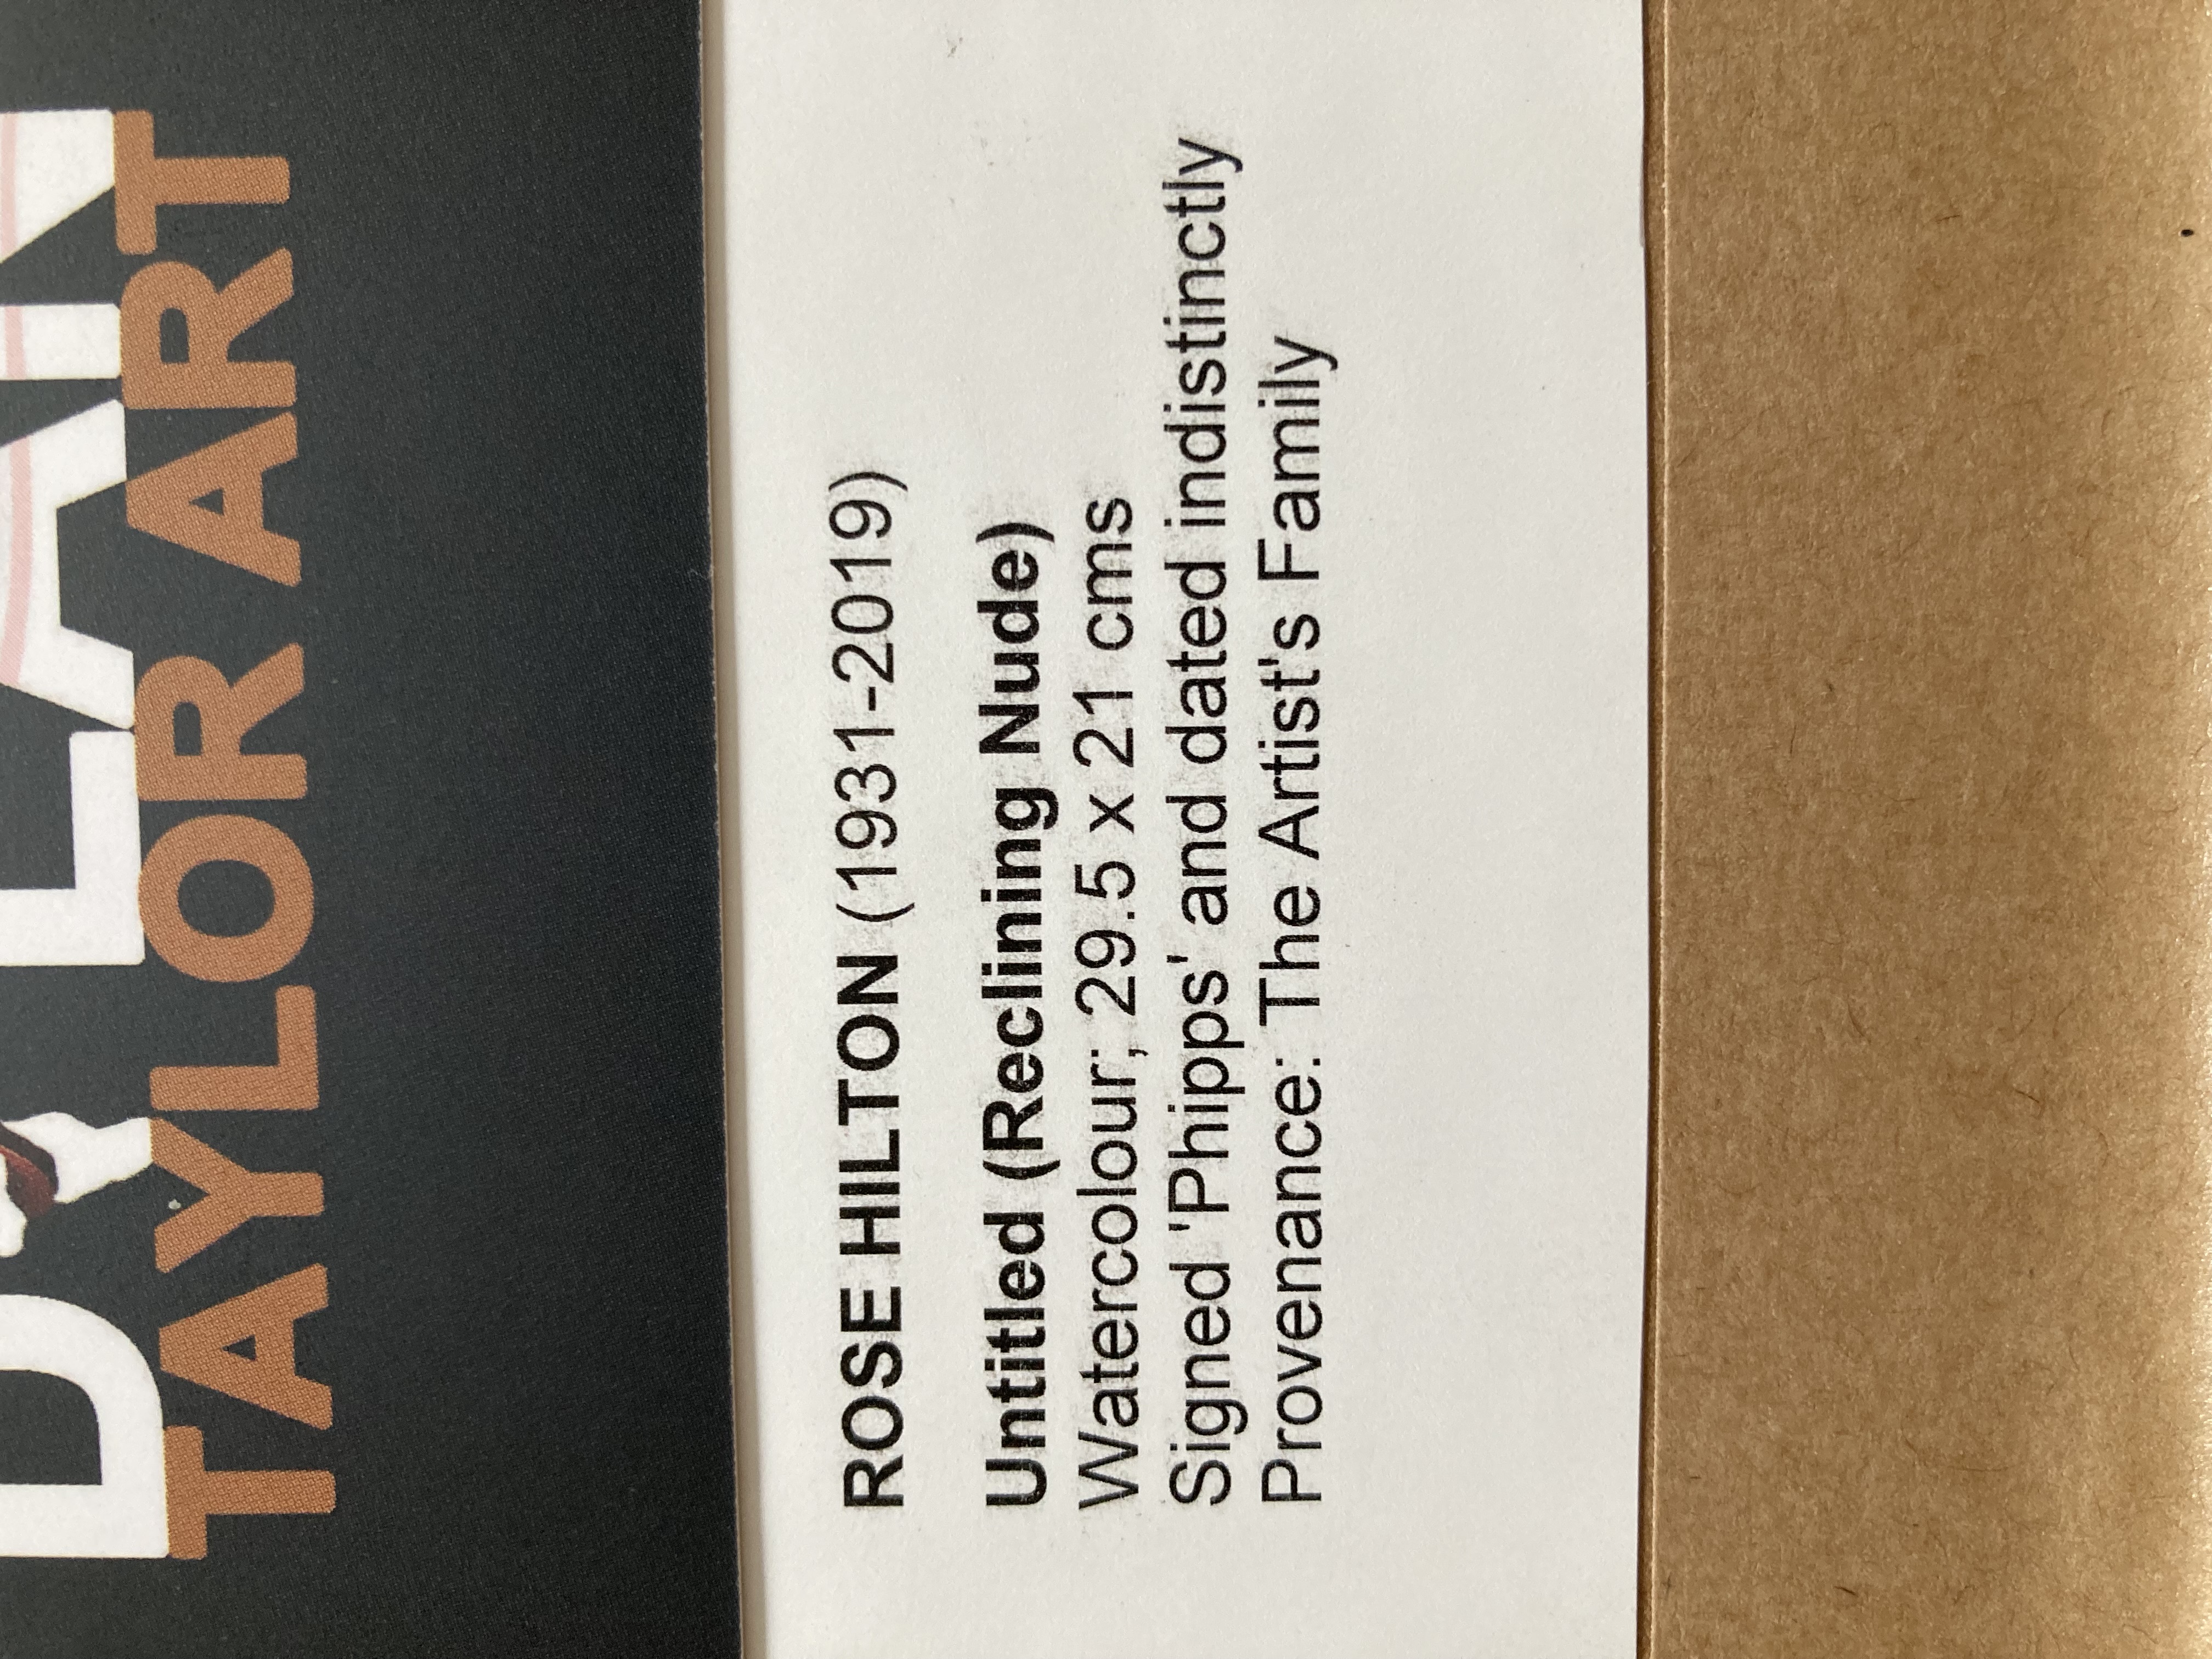 DYLAN
TAYLOR ART
ROSE HILTON (1931-2019)
Untitled (Reclining Nude)
Watercolour; 29.5 x 21 cms
Signed 'Phipps' and dated indistinctly
Provenance: The Artist's Family